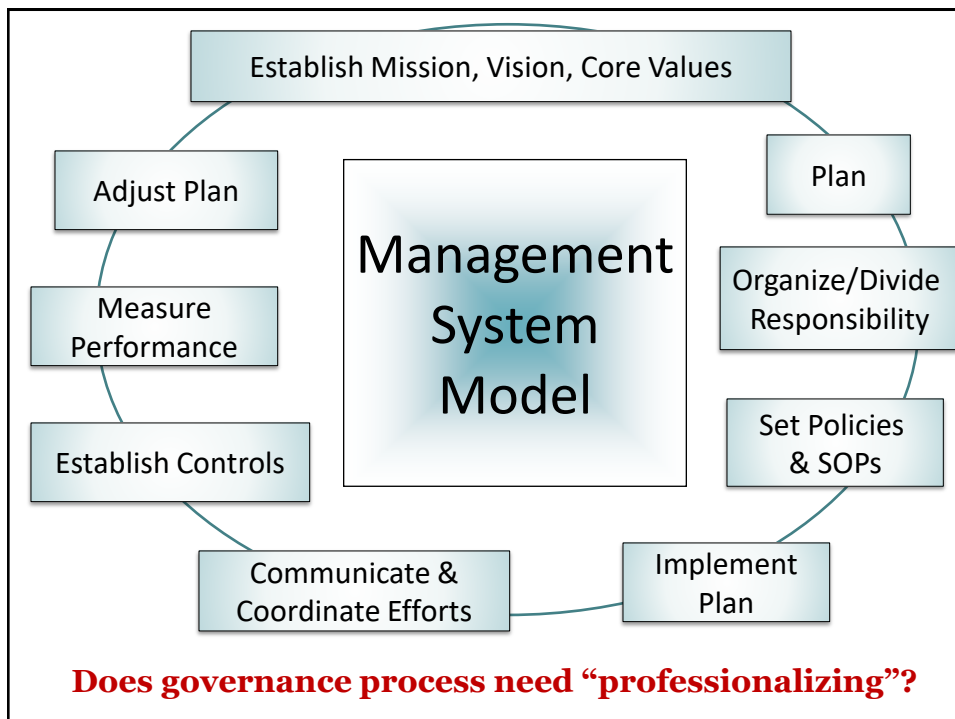 Establish Mission, Vision, Core Values
Plan
Organize/Divide
Responsibility
Set Policies
& SOPs
Implement
Plan
Communicate &
Coordinate Efforts
Establish Controls
Measure
Performance
Adjust Plan
Management
System
Model
Does governance process need “professionalizing”?